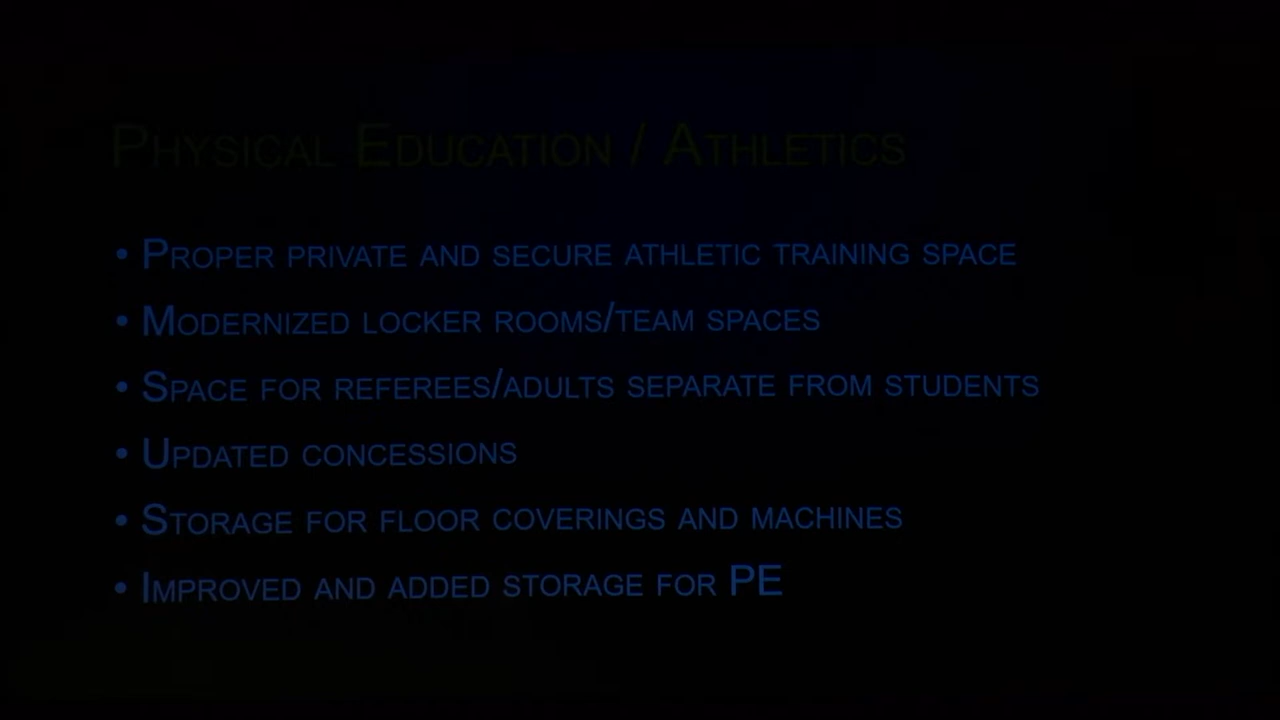 Physical Education / Athletics
• Proper private and secure athletic training space
• Modernized locker rooms/team spaces
• Space for referees/adults separate from students
• Updated concessions
• Storage for floor coverings and machines
• Improved and added storage for PE